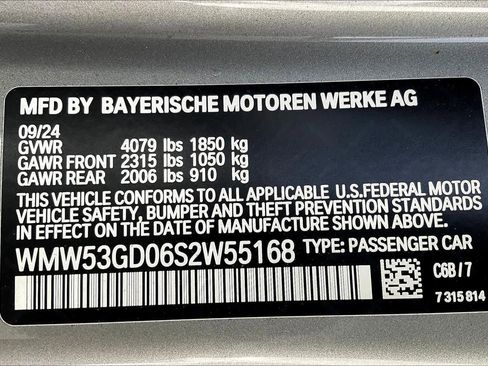 MFD BY BAYERISCHE MOTOREN WERKE AG
09/24
GVWR 4079 lbs 1850 kg
GAWR FRONT 2315 lbs 1050 kg
GAWR REAR 2006 lbs 910 kg
THIS VEHICLE CONFORMS TO ALL APPLICABLE U.S.FEDERAL MOTOR
VEHICLE SAFETY, BUMPER AND THEFT PREVENTION STANDARDS
IN EFFECT ON THE DATE OF MANUFACTURE SHOWN ABOVE.
WMW53GD06S2W55168 TYPE: PASSENGER CAR
C6B / 7
7 315 814